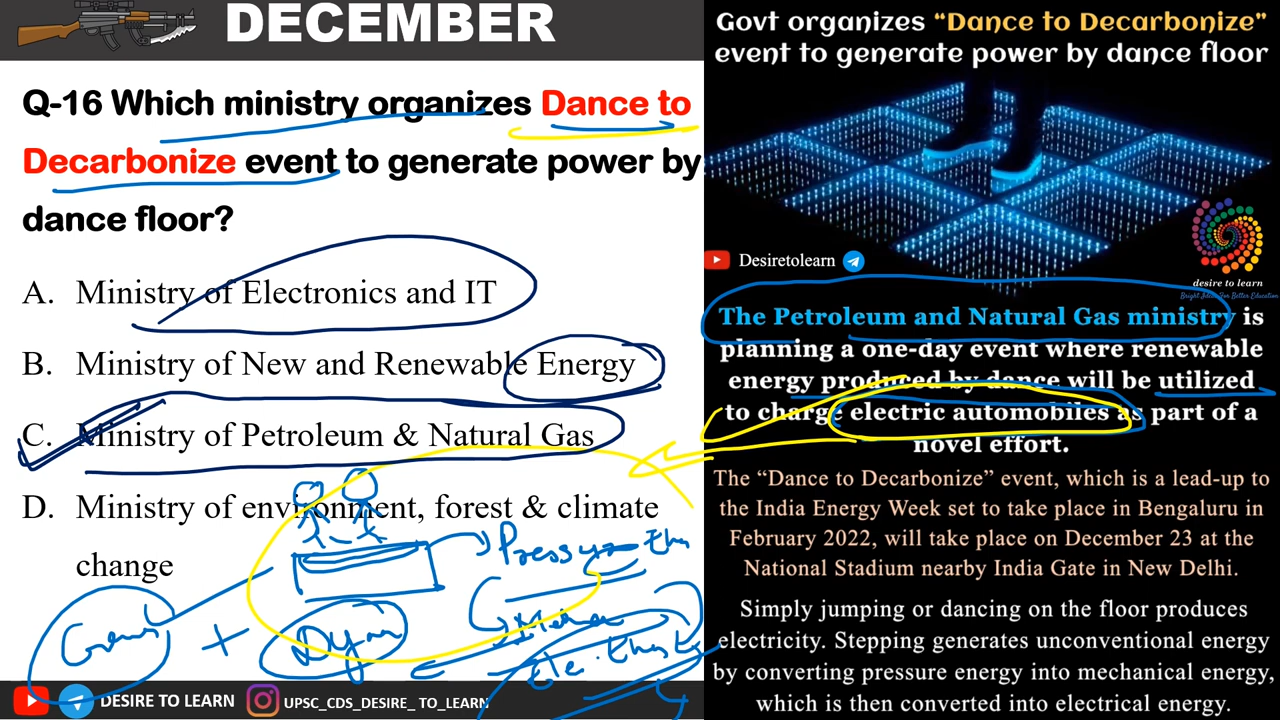 DECEMBER
Q-16 Which ministry organizes Dance to
Decarbonize event to generate power by
dance floor?
A. Ministry of Electronics and IT
B. Ministry of New and Renewable Energy
C. Ministry of Petroleum & Natural Gas
D. Ministry of environment, forest & climate
change
+
DESIRE TO LEARN
UPSC_CDS_DESIRE_ TO_LEARN
Govt organizes “Dance to Decarbonize”
event to generate power by dance floor
Desiretolearn
desire to learn
Bright Ideas For Better Education
The Petroleum and Natural Gas ministry is
planning a one-day event where renewable
energy produced by dance will be utilized
to charge electric automobiles as part of a
novel effort.
The “Dance to Decarbonize” event, which is a lead-up to
the India Energy Week set to take place in Bengaluru in
February 2022, will take place on December 23 at the
National Stadium nearby India Gate in New Delhi.
Simply jumping or dancing on the floor produces
electricity. Stepping generates unconventional energy
by converting pressure energy into mechanical energy,
which is then converted into electrical energy.